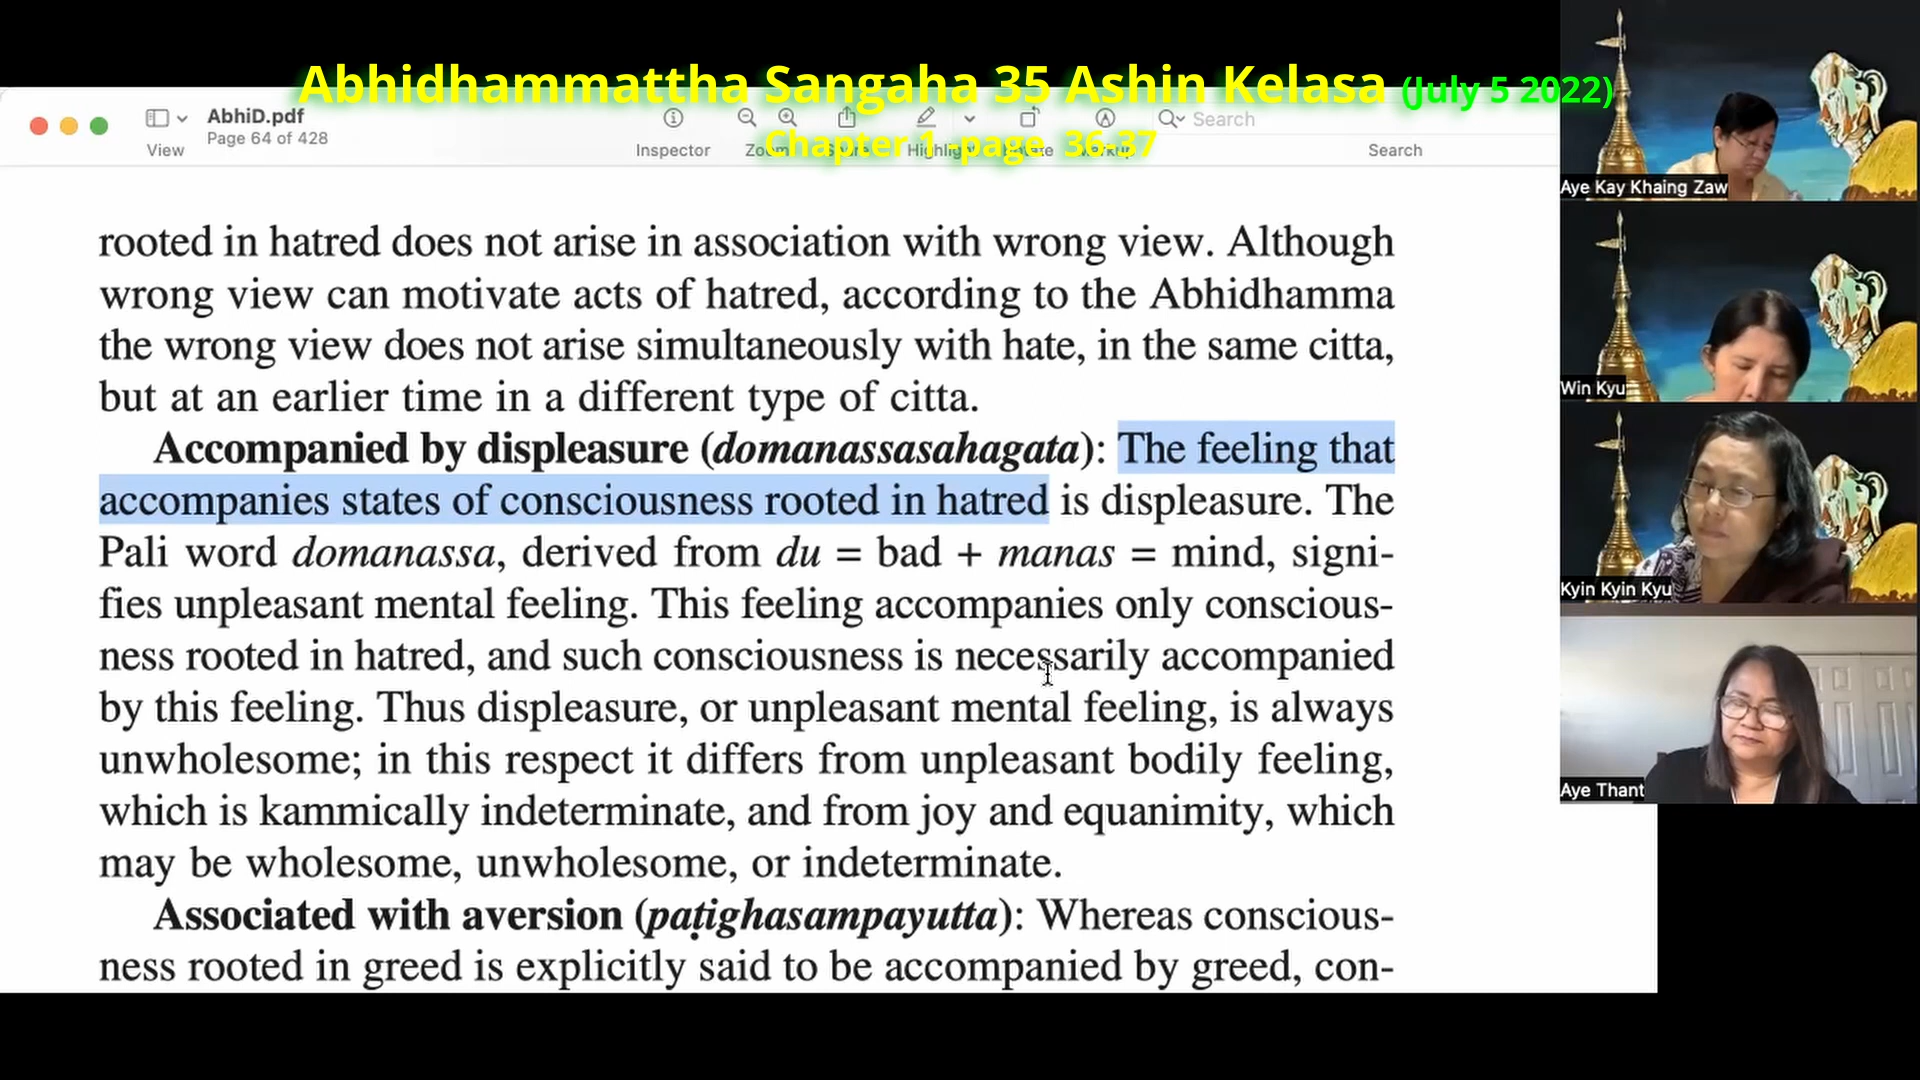 Abhidhammattha Sangaha 35 Ashin Kelasa (July 5 2022)
Chapter 1 -page 36-37
AbhiD.pdf
Page 64 of 428
View
Inspector
Zoom
Highlight
Search
Search
rooted in hatred does not arise in association with wrong view. Although
wrong view can motivate acts of hatred, according to the Abhidhamma
the wrong view does not arise simultaneously with hate, in the same citta,
but at an earlier time in a different type of citta.
Accompanied by displeasure (domanassasahagata): The feeling that
accompanies states of consciousness rooted in hatred is displeasure. The
Pali word domanassa, derived from du = bad + manas = mind, signi-
fies unpleasant mental feeling. This feeling accompanies only conscious-
ness rooted in hatred, and such consciousness is necessarily accompanied
by this feeling. Thus displeasure, or unpleasant mental feeling, is always
unwholesome; in this respect it differs from unpleasant bodily feeling,
which is kammically indeterminate, and from joy and equanimity, which
may be wholesome, unwholesome, or indeterminate.
Associated with aversion (paṭighasampayutta): Whereas conscious-
ness rooted in greed is explicitly said to be accompanied by greed, con-
Aye Kay Khaing Zaw
Win Kyu
Kyin Kyin Kyu
Aye Thant